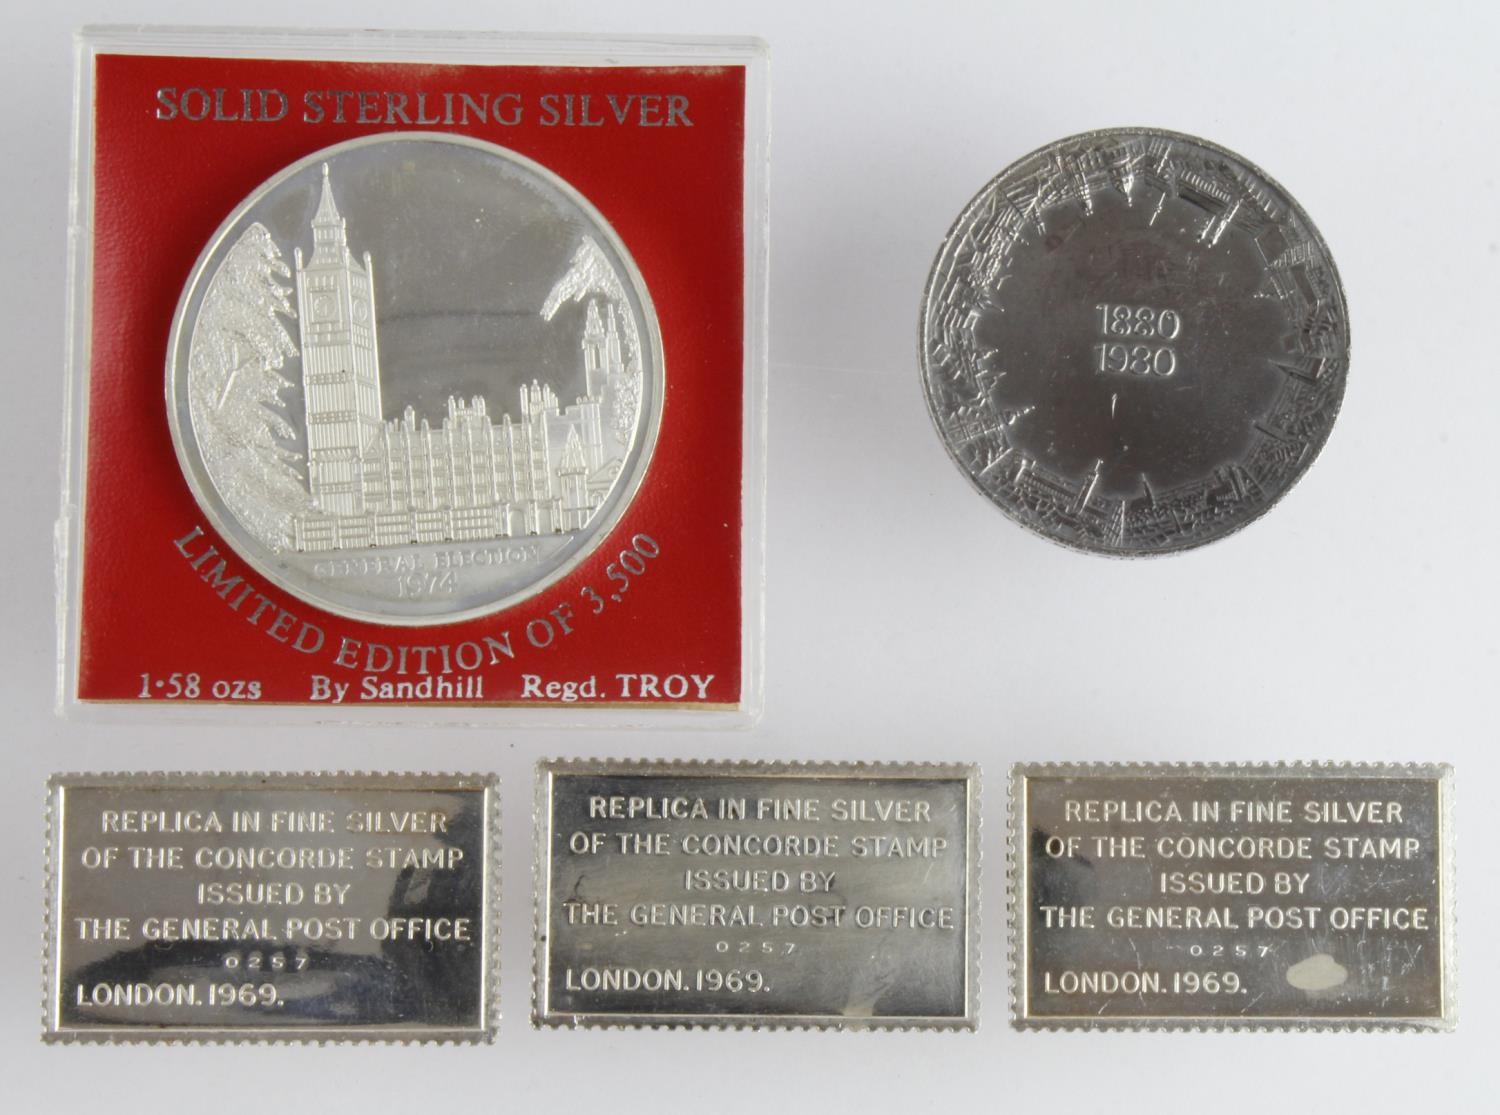 SOLID STERLING SILVER
GENERAL ELECTION
1974
LIMITED EDITION OF 3,500
1·58 ozs By Sandhill Regd. TROY
1880
1980
REPLICA IN FINE SILVER
OF THE CONCORDE STAMP
ISSUED BY
THE GENERAL POST OFFICE
0257
LONDON. 1969.
REPLICA IN FINE SILVER
OF THE CONCORDE STAMP
ISSUED BY
THE GENERAL POST OFFICE
0257
LONDON. 1969.
REPLICA IN FINE SILVER
OF THE CONCORDE STAMP
ISSUED BY
THE GENERAL POST OFFICE
0257
LONDON. 1969.